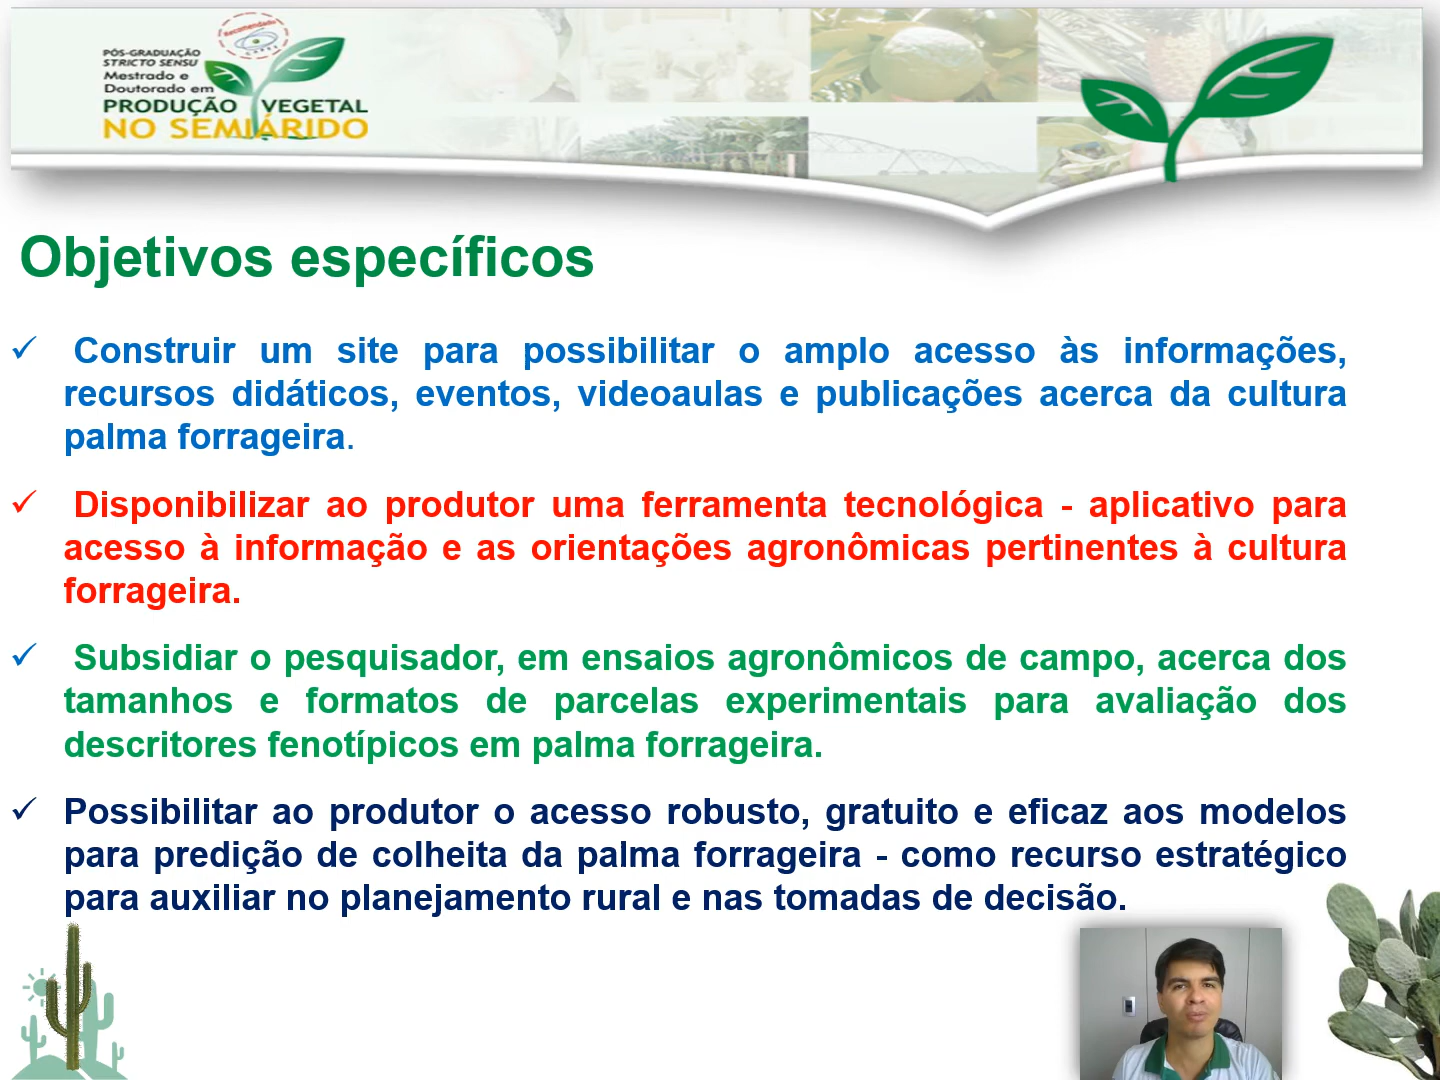 Recomendado
CAPES
PÓS-GRADUAÇÃO
STRICTO SENSU
Mestrado e
Doutorado em
PRODUÇÃO VEGETAL
NO SEMIÁRIDO
Objetivos específicos
✓ Construir um site para possibilitar o amplo acesso às informações,
recursos didáticos, eventos, videoaulas e publicações acerca da cultura
palma forrageira.
✓ Disponibilizar ao produtor uma ferramenta tecnológica - aplicativo para
acesso à informação e as orientações agronômicas pertinentes à cultura
forrageira.
✓ Subsidiar o pesquisador, em ensaios agronômicos de campo, acerca dos
tamanhos e formatos de parcelas experimentais para avaliação dos
descritores fenotípicos em palma forrageira.
✓ Possibilitar ao produtor o acesso robusto, gratuito e eficaz aos modelos
para predição de colheita da palma forrageira - como recurso estratégico
para auxiliar no planejamento rural e nas tomadas de decisão.